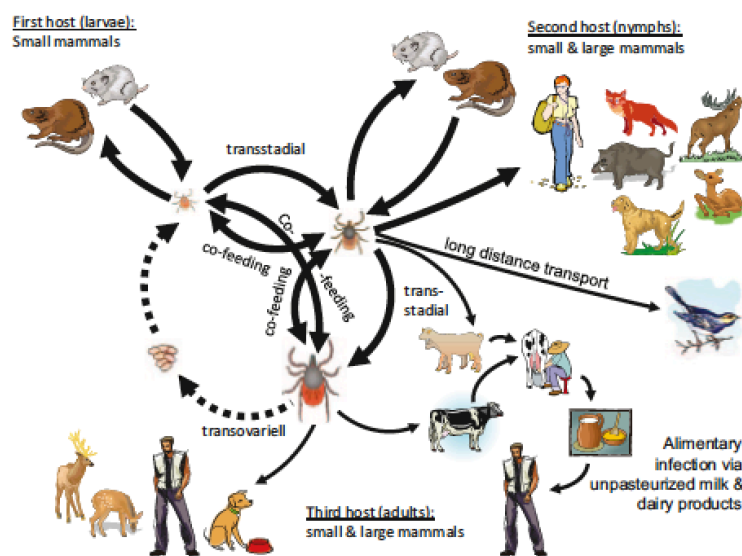 First host (larvae):
Small mammals
Second host (nymphs):
small & large mammals
transstadial
co-feeding
Co-
-feeding
co-feeding
long distance transport
trans-
stadial
transovariell
Third host (adults):
small & large mammals
Alimentary
infection via
unpasteurized milk &
dairy products